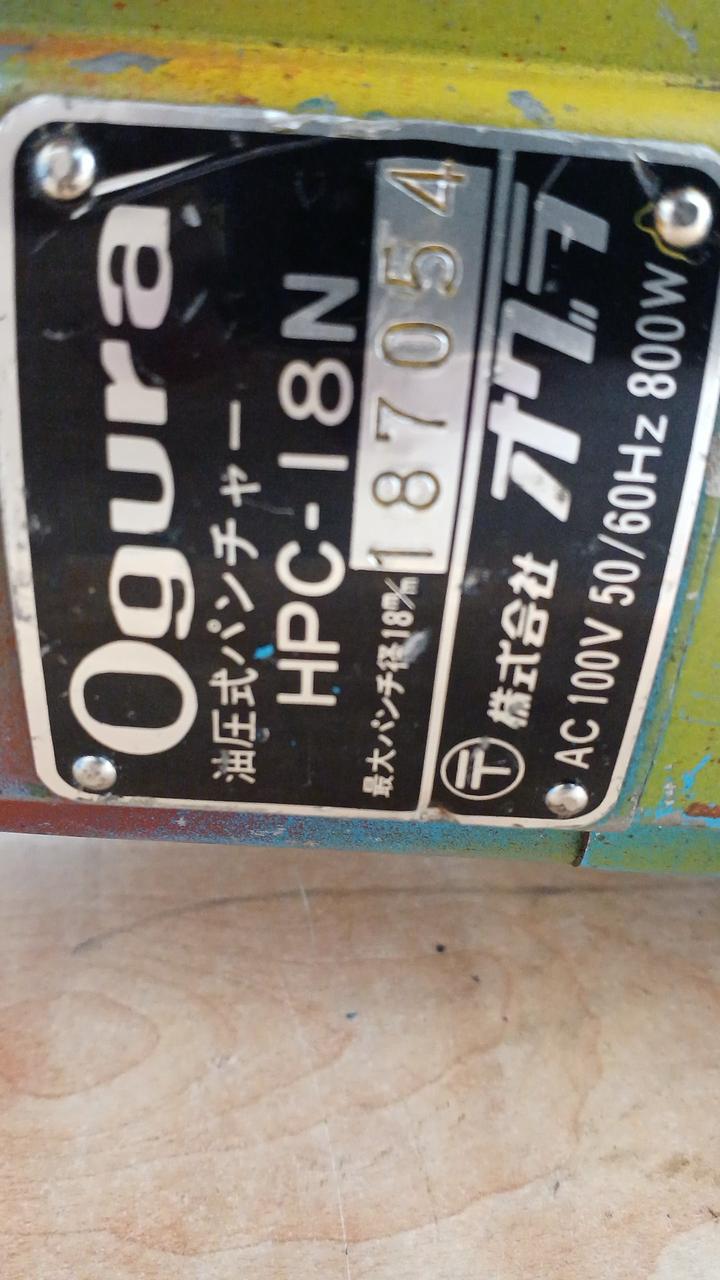 Ogura
油圧式パンチャー
HPC-18N
最大パンチ径18m/m
187054
〒
株式会社 オグラ
AC 100V 50/60Hz 800W